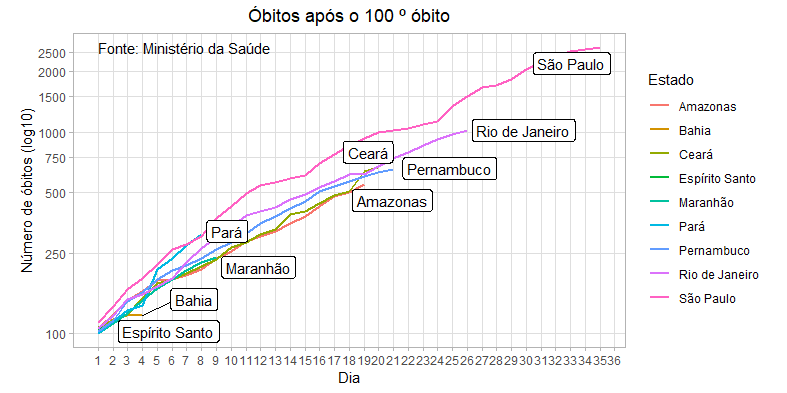 Óbitos após o 100 º óbito
Fonte: Ministério da Saúde
Número de óbitos (log10)
2500
2000
1500
1000
750
500
250
100
São Paulo
Rio de Janeiro
Ceará
Pernambuco
Amazonas
Pará
Maranhão
Bahia
Espírito Santo
1 2 3 4 5 6 7 8 9 10 11 12 13 14 15 16 17 18 19 20 21 22 23 24 25 26 27 28 29 30 31 32 33 34 35 36
Dia
Estado
Amazonas
Bahia
Ceará
Espírito Santo
Maranhão
Pará
Pernambuco
Rio de Janeiro
São Paulo